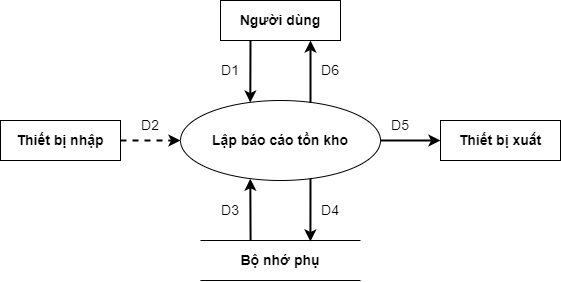 Người dùng
D1
D6
Thiết bị nhập
D2
Lập báo cáo tồn kho
D5
Thiết bị xuất
D3
D4
Bộ nhớ phụ